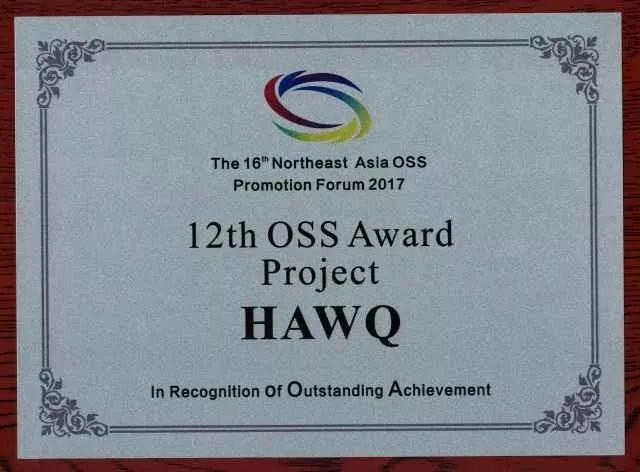 The 16th Northeast Asia OSS
Promotion Forum 2017
12th OSS Award
Project
HAWQ
In Recognition Of Outstanding Achievement